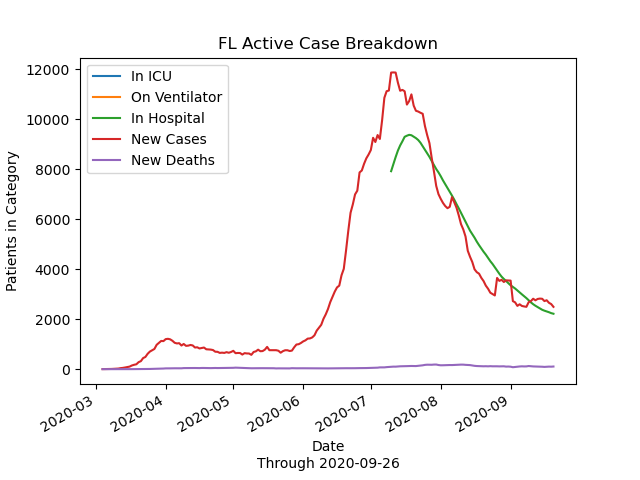 FL Active Case Breakdown
In ICU
On Ventilator
In Hospital
New Cases
New Deaths
Patients in Category
12000
10000
8000
6000
4000
2000
0
2020-03
2020-04
2020-05
2020-06
2020-07
2020-08
2020-09
Date
Through 2020-09-26